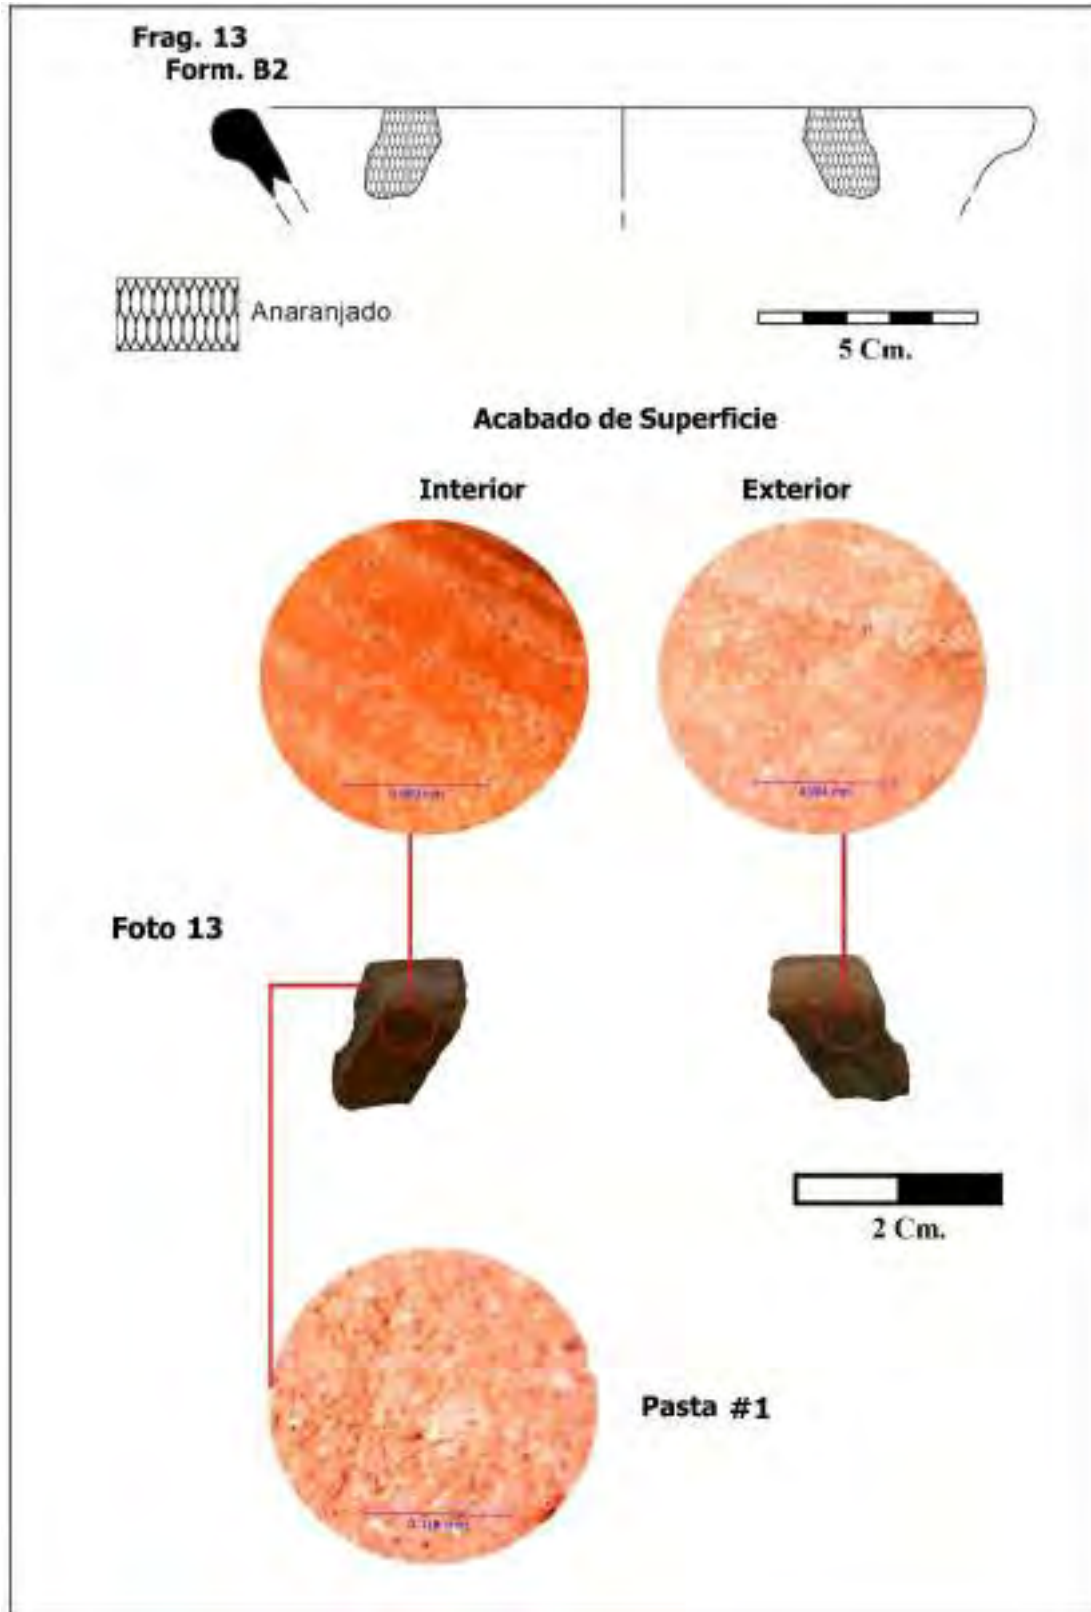 Frag. 13
Form. B2
Anaranjado
5 Cm.
Acabado de Superficie
Interior
Exterior
Foto 13
2 Cm.
Pasta #1